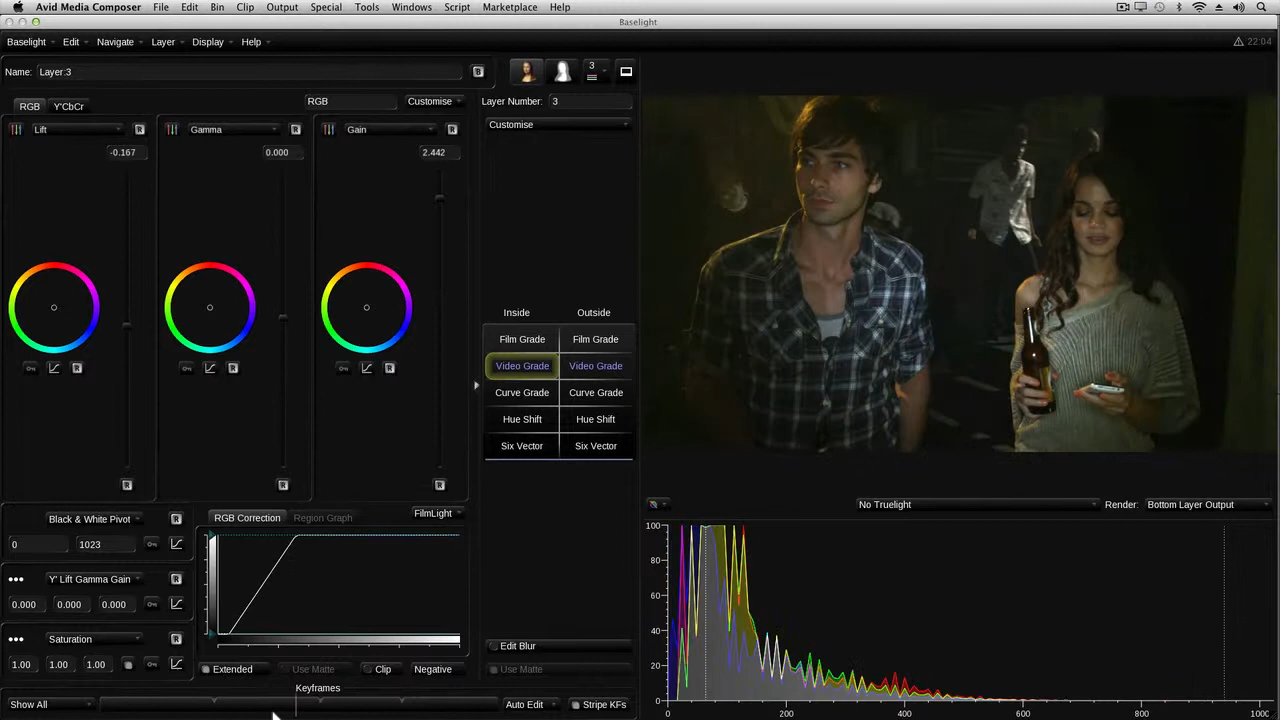 Avid Media Composer File Edit Bin Clip Output Special Tools Windows Script Marketplace Help
Baselight
Baselight Edit Navigate Layer Display Help 22:04
Name: Layer:3 B 3
RGB Y'CbCr RGB Customise Layer Number: 3
Lift R Gamma R Gain R Customise
-0.167 0.000 2.442
Inside Outside
Film Grade Film Grade
Video Grade Video Grade
R R R
Curve Grade Curve Grade
Hue Shift Hue Shift
Six Vector Six Vector
R R R
No Truelight Render: Bottom Layer Output
Black & White Pivot R RGB Correction Region Graph FilmLight
0 1023
Y' Lift Gamma Gain R
0.000 0.000 0.000
Saturation R
1.00 1.00 1.00
Extended Use Matte Clip Negative
Edit Blur
Use Matte
100
80
60
40
20
0
0 200 400 600 800 1000
Keyframes
Show All Auto Edit Stripe KFs